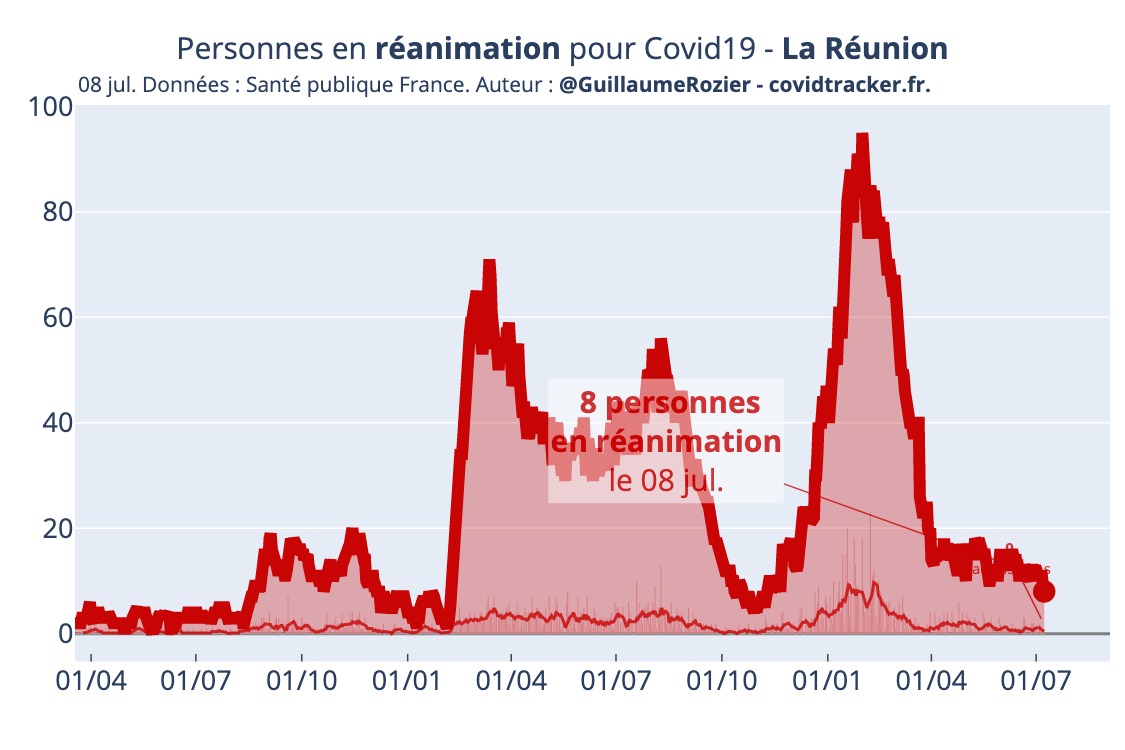 Personnes en réanimation pour Covid19 - La Réunion
08 jul. Données : Santé publique France. Auteur : @GuillaumeRozier - covidtracker.fr.
100
80
60
40
20
0
8 personnes
en réanimation
le 08 jul.
01/04 01/07 01/10 01/01 01/04 01/07 01/10 01/01 01/04 01/07